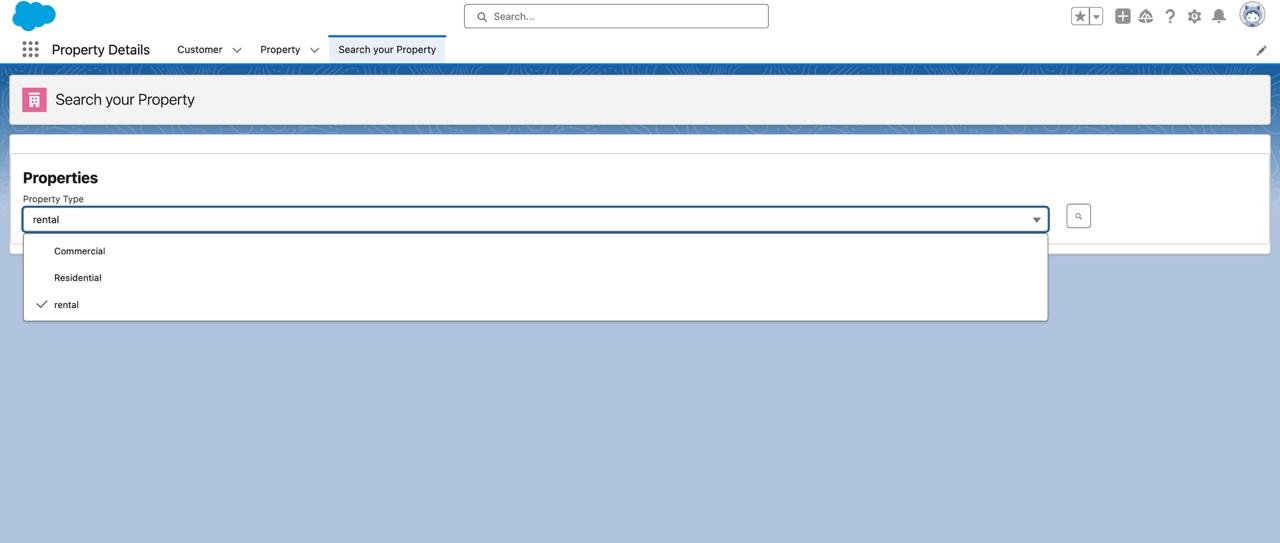 Search...
Property Details Customer Property Search your Property
Search your Property
Properties
Property Type
rental
Commercial
Residential
rental